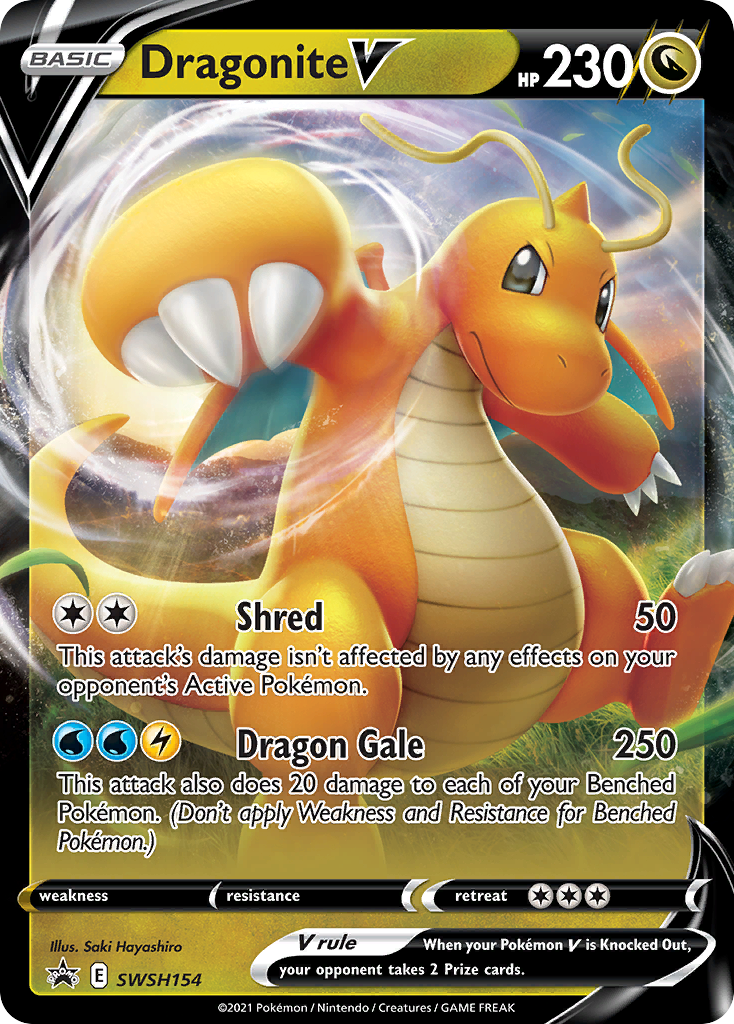 BASIC
Dragonite V
HP 230
Shred 50
This attack's damage isn't affected by any effects on your
opponent's Active Pokémon.
Dragon Gale 250
This attack also does 20 damage to each of your Benched
Pokémon. (Don't apply Weakness and Resistance for Benched
Pokémon.)
weakness resistance retreat
Illus. Saki Hayashiro
V rule When your Pokémon V is Knocked Out,
your opponent takes 2 Prize cards.
PROMO E SWSH154
©2021 Pokémon / Nintendo / Creatures / GAME FREAK